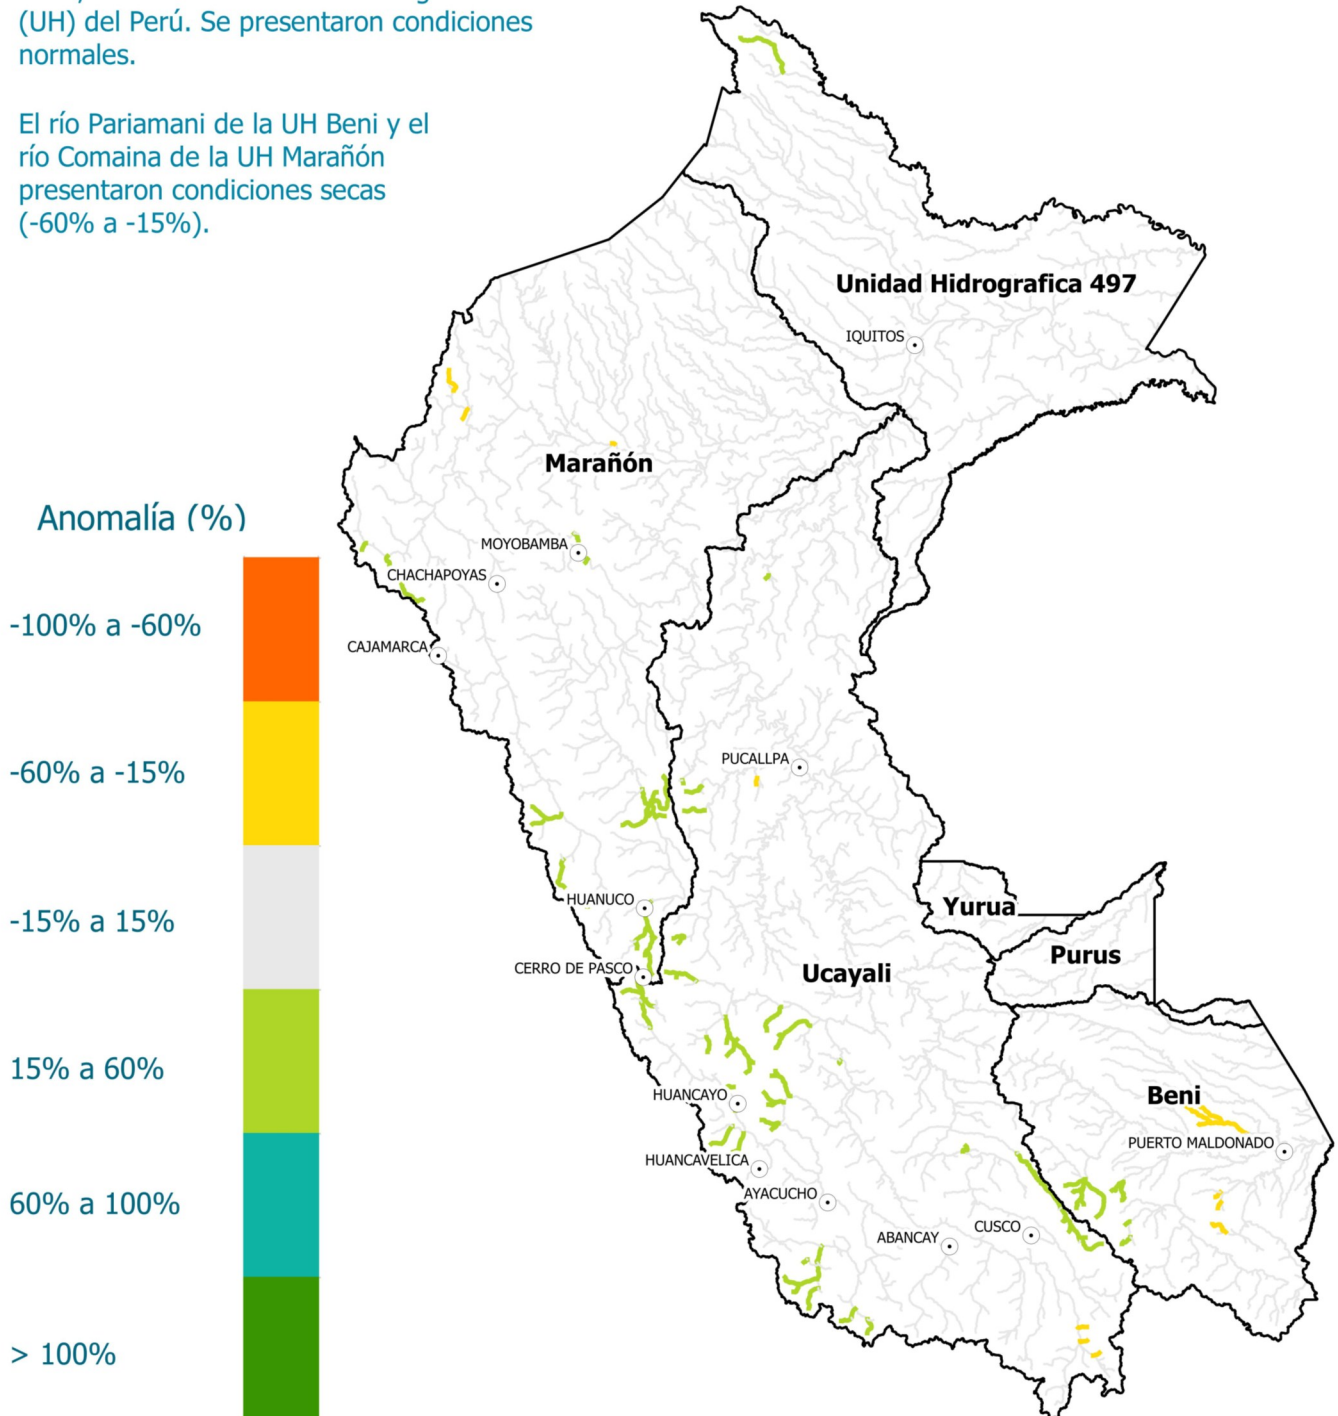 (UH) del Perú. Se presentaron condiciones
normales.
El río Pariamani de la UH Beni y el
río Comaina de la UH Marañón
presentaron condiciones secas
(-60% a -15%).
Unidad Hidrografica 497
IQUITOS
Marañón
Anomalía (%)
MOYOBAMBA
CHACHAPOYAS
-100% a -60%
CAJAMARCA
PUCALLPA
-60% a -15%
HUANUCO
Yurua
-15% a 15%
Purus
CERRO DE PASCO
Ucayali
15% a 60%
HUANCAYO
Beni
PUERTO MALDONADO
HUANCAVELICA
AYACUCHO
60% a 100%
CUSCO
ABANCAY
> 100%